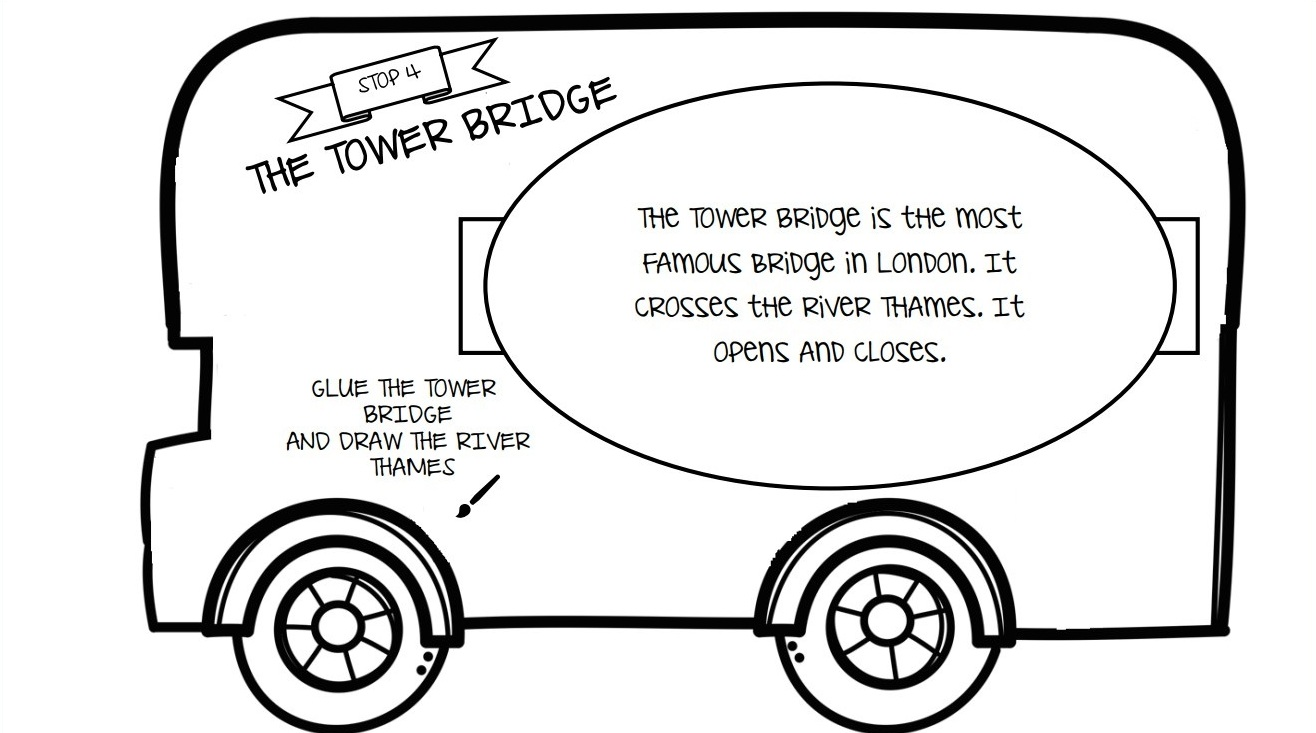 STOP 4
THE TOWER BRIDGE
THE TOWER BRIDGE is THE MOST
FAMOUS BRIDGE in LONDON. It
CROSSES THE RIVER THAMES. It
OPENS AND CLOSES.
GLUE THE TOWER
BRIDGE
AND DRAW THE RIVER
THAMES